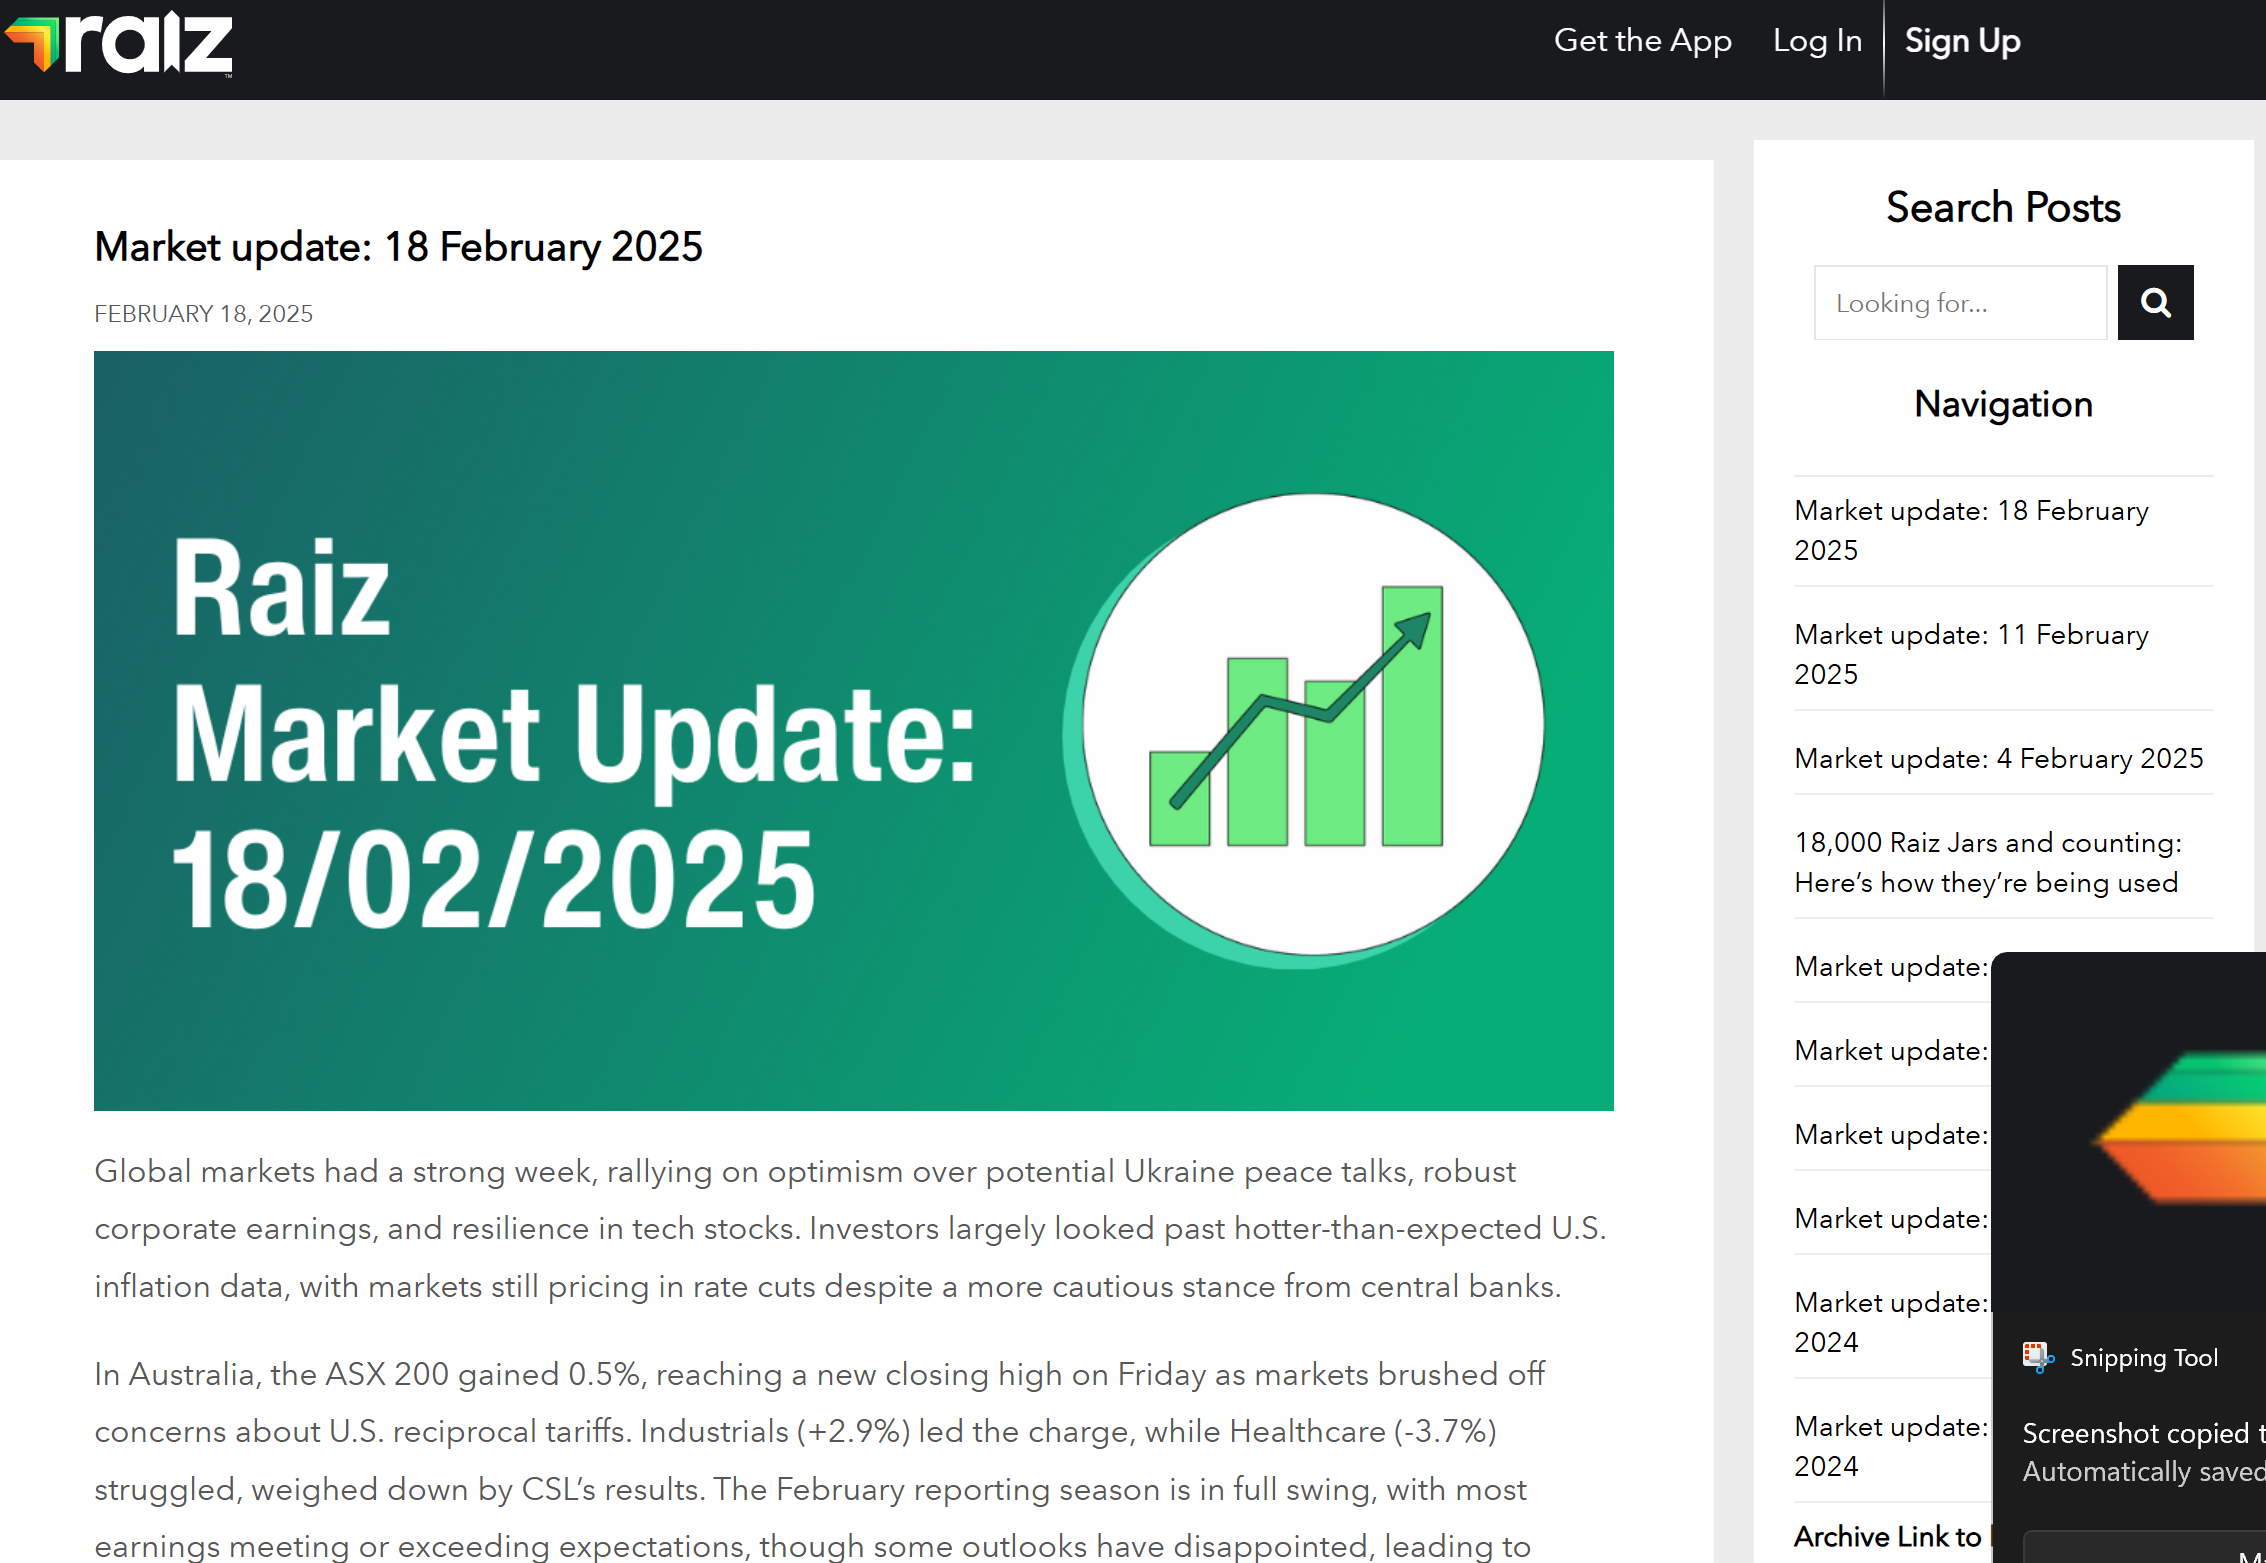 raiz
Get the App
Log In
Sign Up
Market update: 18 February 2025
FEBRUARY 18, 2025
Raiz
Market Update:
18/02/2025
Global markets had a strong week, rallying on optimism over potential Ukraine peace talks, robust
corporate earnings, and resilience in tech stocks. Investors largely looked past hotter-than-expected U.S.
inflation data, with markets still pricing in rate cuts despite a more cautious stance from central banks.
In Australia, the ASX 200 gained 0.5%, reaching a new closing high on Friday as markets brushed off
concerns about U.S. reciprocal tariffs. Industrials (+2.9%) led the charge, while Healthcare (-3.7%)
struggled, weighed down by CSL’s results. The February reporting season is in full swing, with most
earnings meeting or exceeding expectations, though some outlooks have disappointed, leading to
Search Posts
Looking for...
Navigation
Market update: 18 February
2025
Market update: 11 February
2025
Market update: 4 February 2025
18,000 Raiz Jars and counting:
Here’s how they’re being used
Market update:
Market update:
Market update:
Market update:
Market update:
2024
Market update:
2024
Archive Link to
Snipping Tool
Screenshot copied
Automatically saved